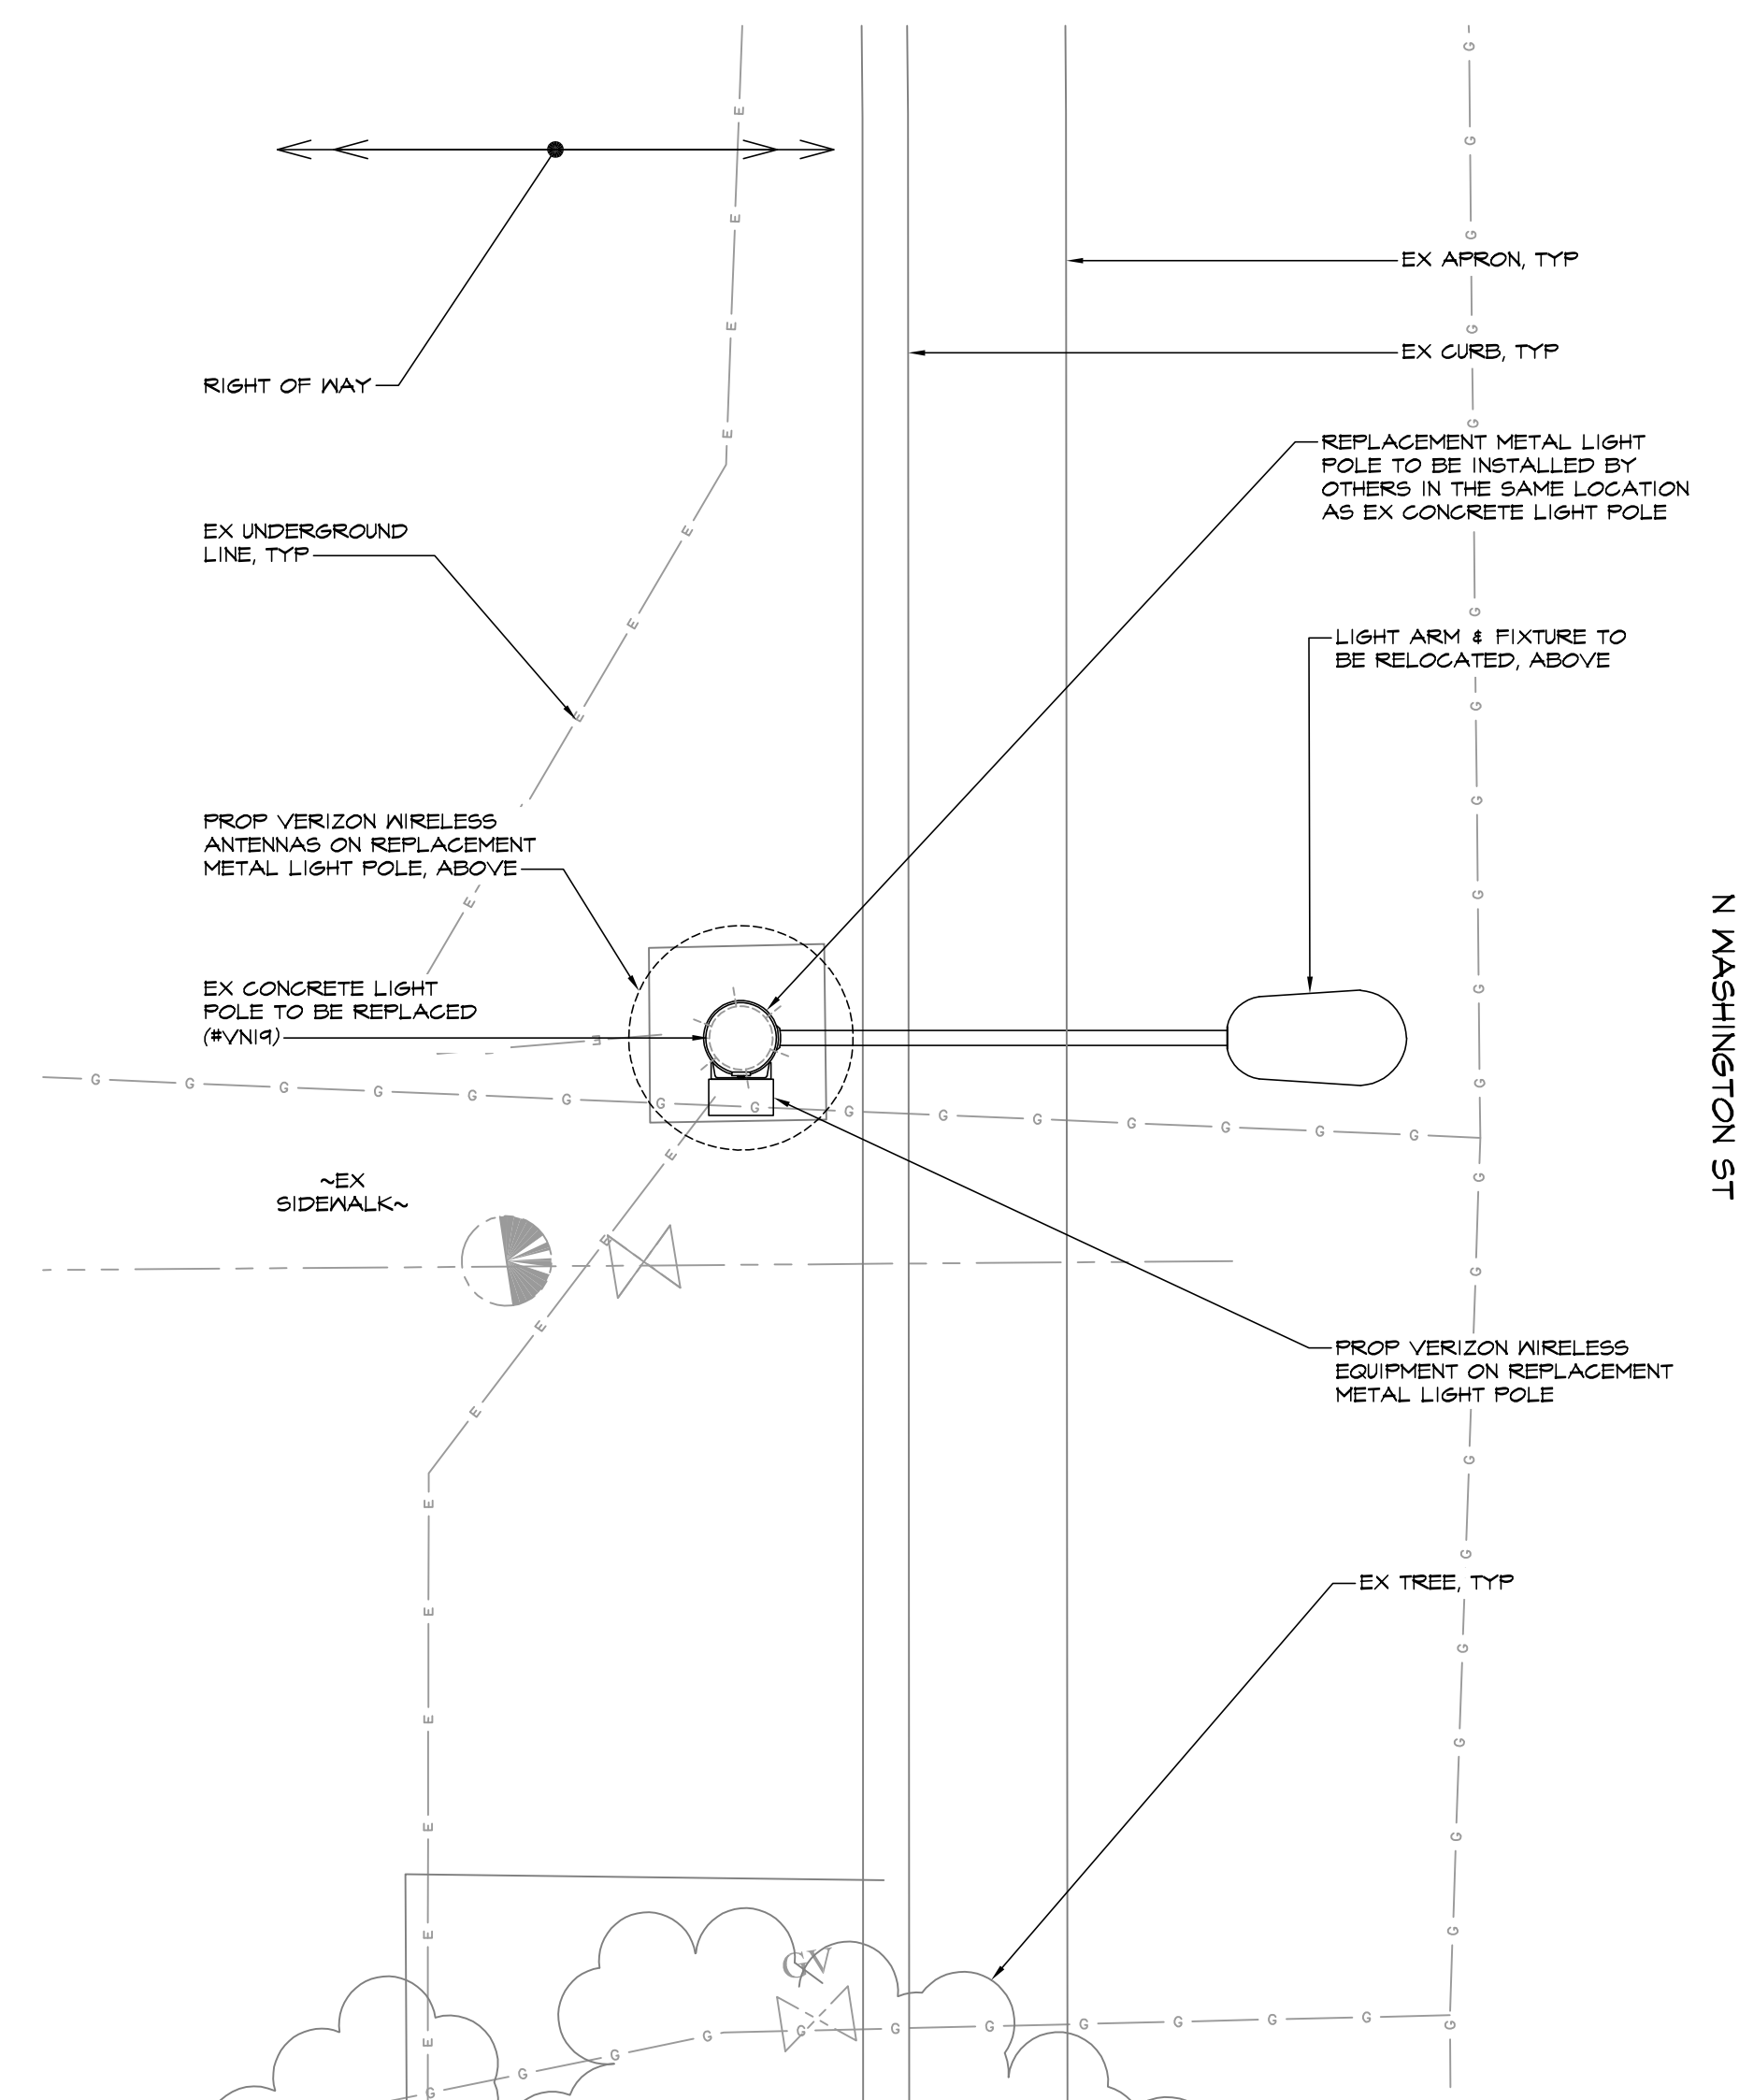 EX APRON, TYP
EX CURB, TYP
RIGHT OF WAY
REPLACEMENT METAL LIGHT
POLE TO BE INSTALLED BY
OTHERS IN THE SAME LOCATION
AS EX CONCRETE LIGHT POLE
EX UNDERGROUND
LINE, TYP
LIGHT ARM & FIXTURE TO
BE RELOCATED, ABOVE
PROP VERIZON WIRELESS
ANTENNAS ON REPLACEMENT
METAL LIGHT POLE, ABOVE
N WASHINGTON ST
EX CONCRETE LIGHT
POLE TO BE REPLACED
(#VN19)
~EX
SIDEWALK~
PROP VERIZON WIRELESS
EQUIPMENT ON REPLACEMENT
METAL LIGHT POLE
EX TREE, TYP
GV